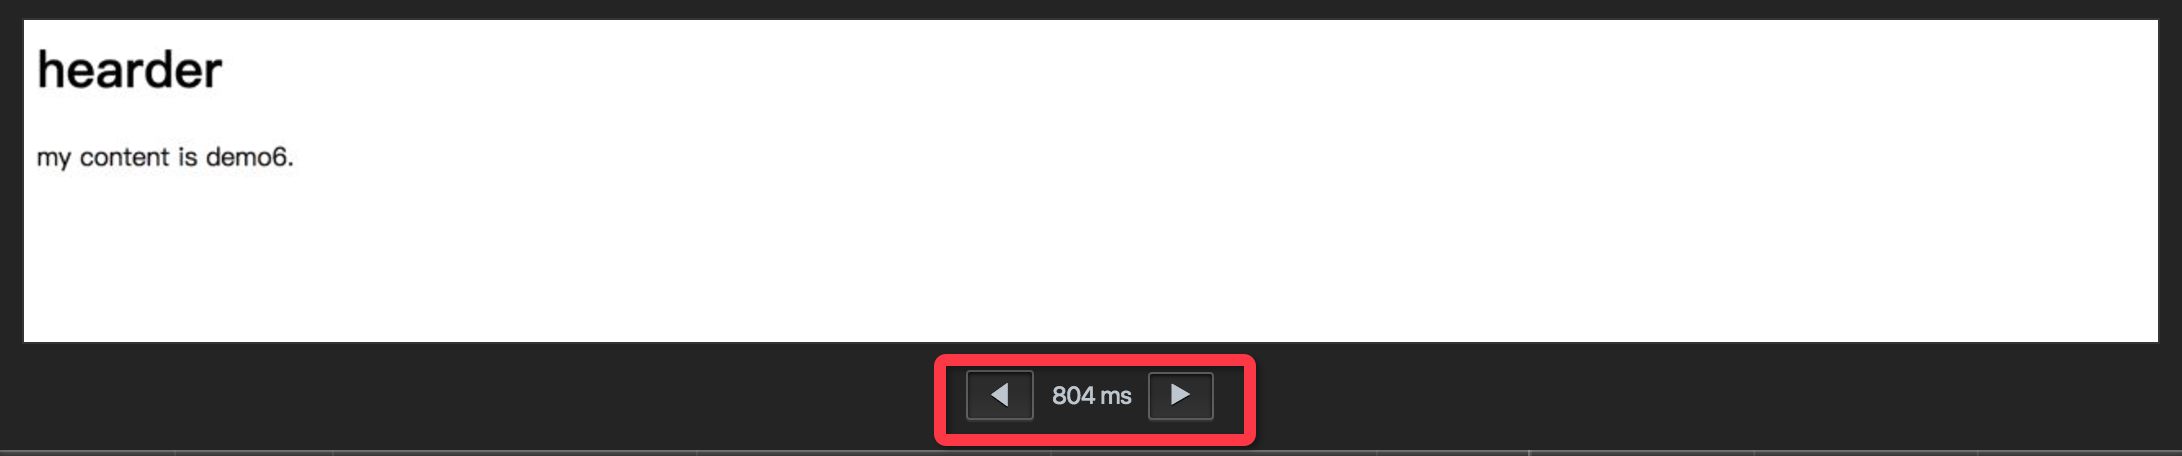 hearder
my content is demo6.
804 ms